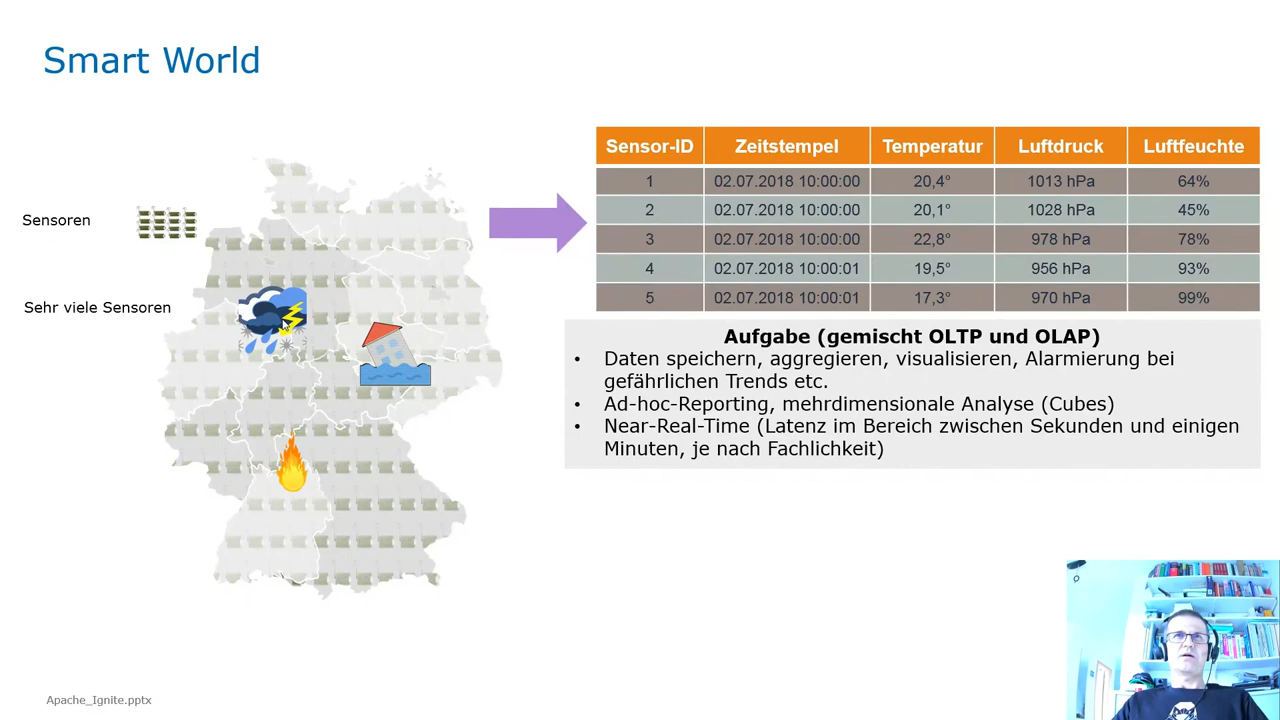 Smart World
Sensoren
Sehr viele Sensoren
Sensor-ID Zeitstempel Temperatur Luftdruck Luftfeuchte
1 02.07.2018 10:00:00 20,4° 1013 hPa 64%
2 02.07.2018 10:00:00 20,1° 1028 hPa 45%
3 02.07.2018 10:00:00 22,8° 978 hPa 78%
4 02.07.2018 10:00:01 19,5° 956 hPa 93%
5 02.07.2018 10:00:01 17,3° 970 hPa 99%
Aufgabe (gemischt OLTP und OLAP)
• Daten speichern, aggregieren, visualisieren, Alarmierung bei
gefährlichen Trends etc.
• Ad-hoc-Reporting, mehrdimensionale Analyse (Cubes)
• Near-Real-Time (Latenz im Bereich zwischen Sekunden und einigen
Minuten, je nach Fachlichkeit)
Apache_Ignite.pptx